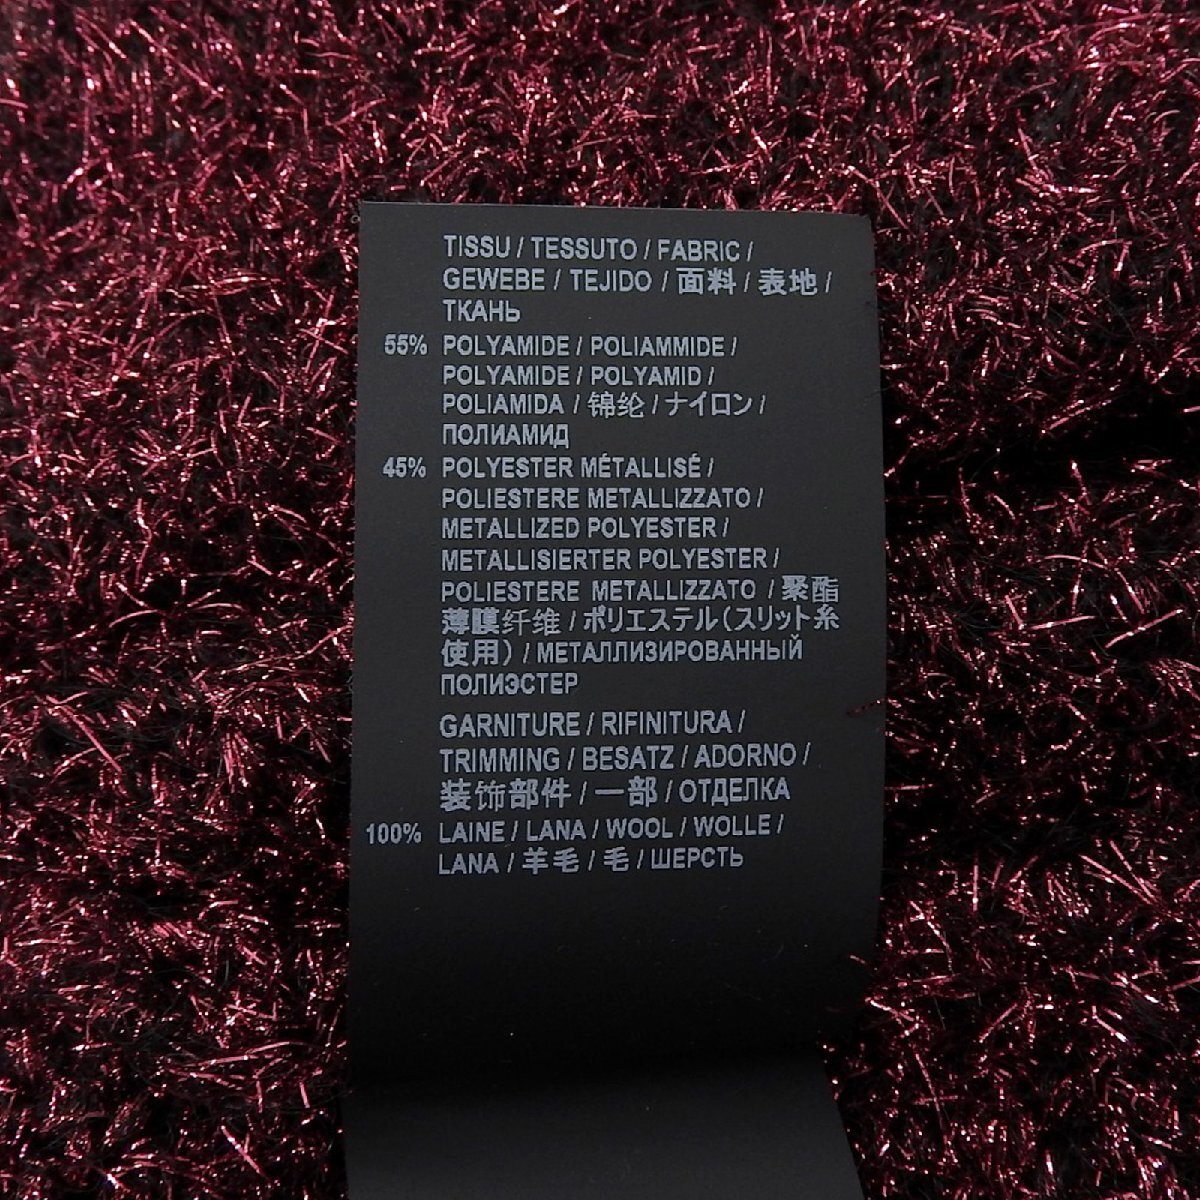 TISSU / TESSUTO / FABRIC /
GEWEBE / TEJIDO / 面料 / 表地 /
ТКАНЬ
55% POLYAMIDE / POLIAMMIDE /
POLYAMIDE / POLYAMID /
POLIAMIDA / 锦纶 / ナイロン /
ПОЛИАМИД
45% POLYESTER MÉTALLISÉ /
POLIESTERE METALLIZZATO /
METALLIZED POLYESTER /
METALLISIERTER POLYESTER /
POLIESTERE METALLIZZATO / 聚酯
薄膜纤维 / ポリエステル(スリット糸
使用) / МЕТАЛЛИЗИРОВАННЫЙ
ПОЛИЭСТЕР
GARNITURE / RIFINITURA /
TRIMMING / BESATZ / ADORNO /
装饰部件 / 一部 / ОТДЕЛКА
100% LAINE / LANA / WOOL / WOLLE /
LANA / 羊毛 / 毛 / ШЕРСТЬ